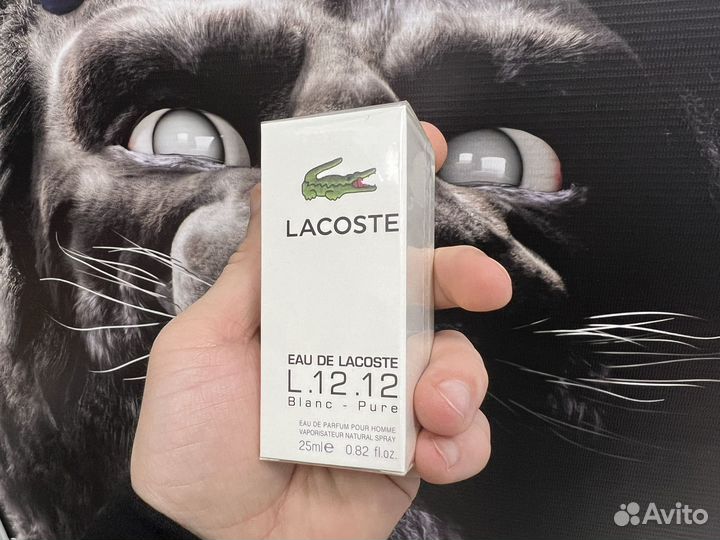 LACOSTE
EAU DE LACOSTE
L.12.12
Blanc - Pure
EAU DE PARFUM POUR HOMME
VAPORISATEUR NATURAL SPRAY
25ml℮ 0.82 fl.oz.
Avito